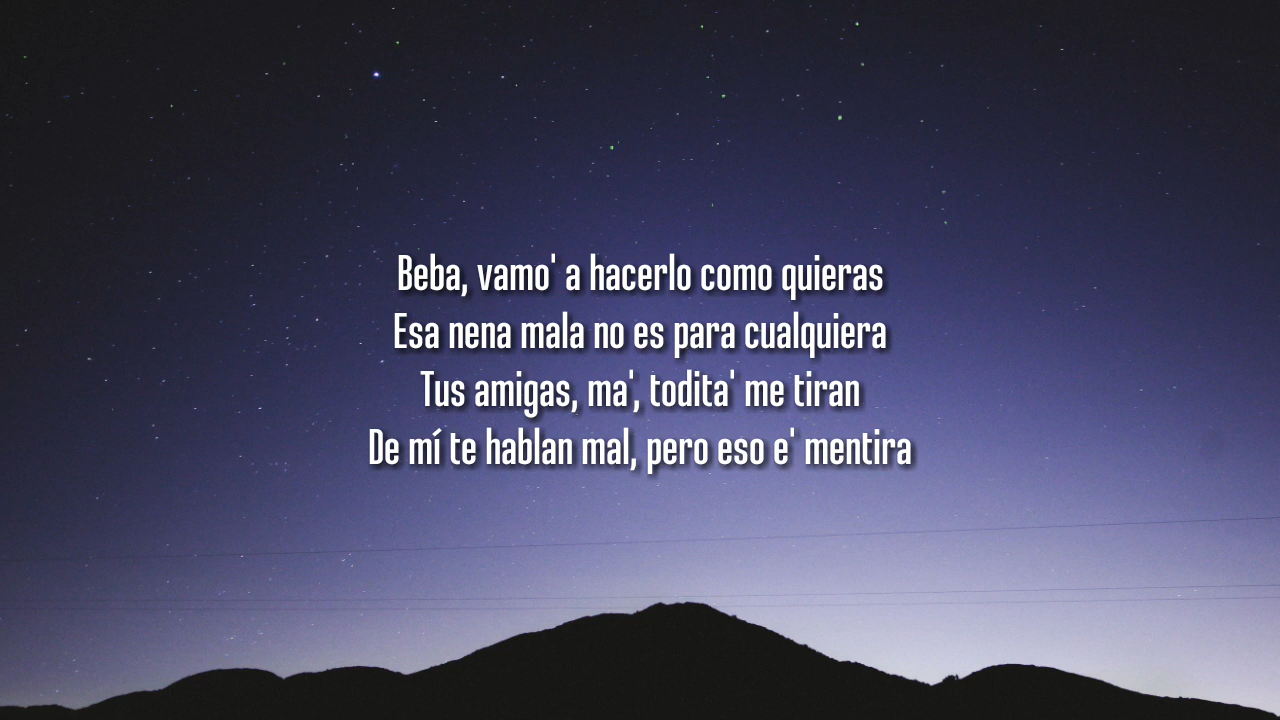 Beba, vamo' a hacerlo como quieras
Esa nena mala no es para cualquiera
Tus amigas, ma', todita' me tiran
De mí te hablan mal, pero eso e' mentira